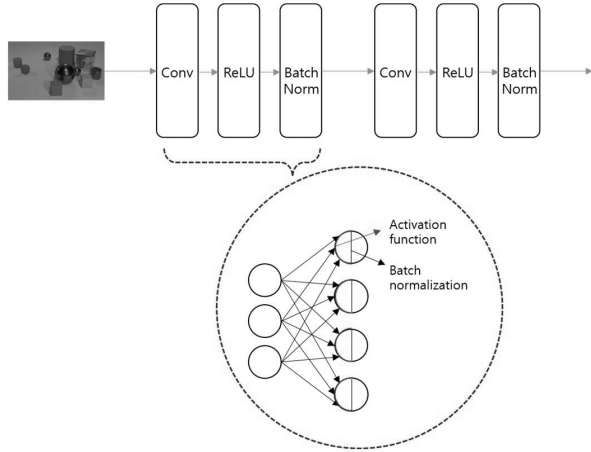 Conv
ReLU
Batch
Norm
Conv
ReLU
Batch
Norm
Activation
function
Batch
normalization